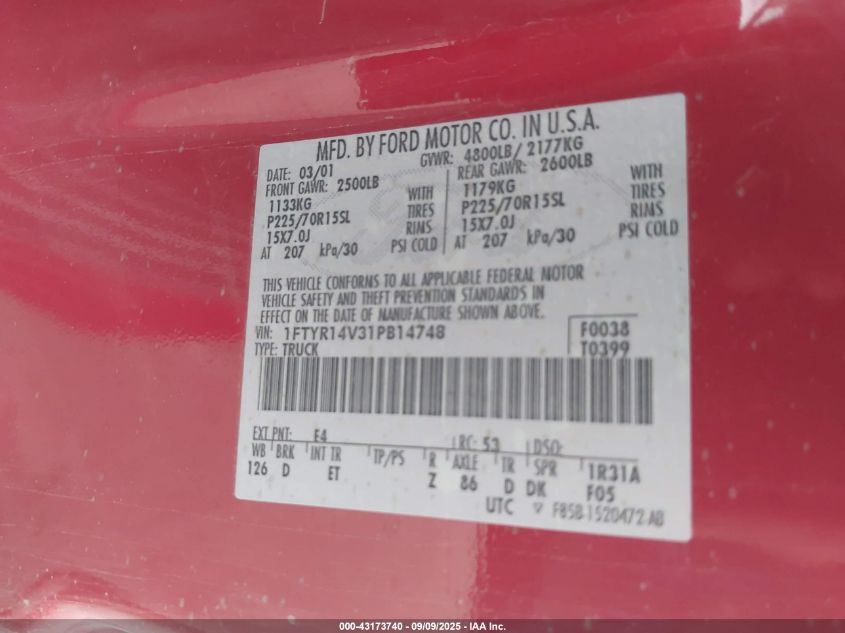 MFD. BY FORD MOTOR CO. IN U.S.A.
DATE: 03/01 GVWR: 4800LB/ 2177KG
FRONT GAWR: 2500LB REAR GAWR: 2600LB
1133KG WITH 1179KG WITH
P225/70R15SL TIRES P225/70R15SL TIRES
15X7.0J RIMS 15X7.0J RIMS
AT 207 kPa/30 PSI COLD AT 207 kPa/30 PSI COLD
THIS VEHICLE CONFORMS TO ALL APPLICABLE FEDERAL MOTOR
VEHICLE SAFETY AND THEFT PREVENTION STANDARDS IN
EFFECT ON THE DATE OF MANUFACTURE SHOWN ABOVE.
VIN: 1FTYR14V31PB14748 F0038
TYPE: TRUCK T0399
EXT PNT: E4 RC: 53 DSO:
WB BRK INT TR TP/PS R AXLE TR SPR 1R31A
126 D ET Z 86 D DK F05
UTC F85B 1520472 AB
000-43173740 - 09/09/2025 - IAA Inc.